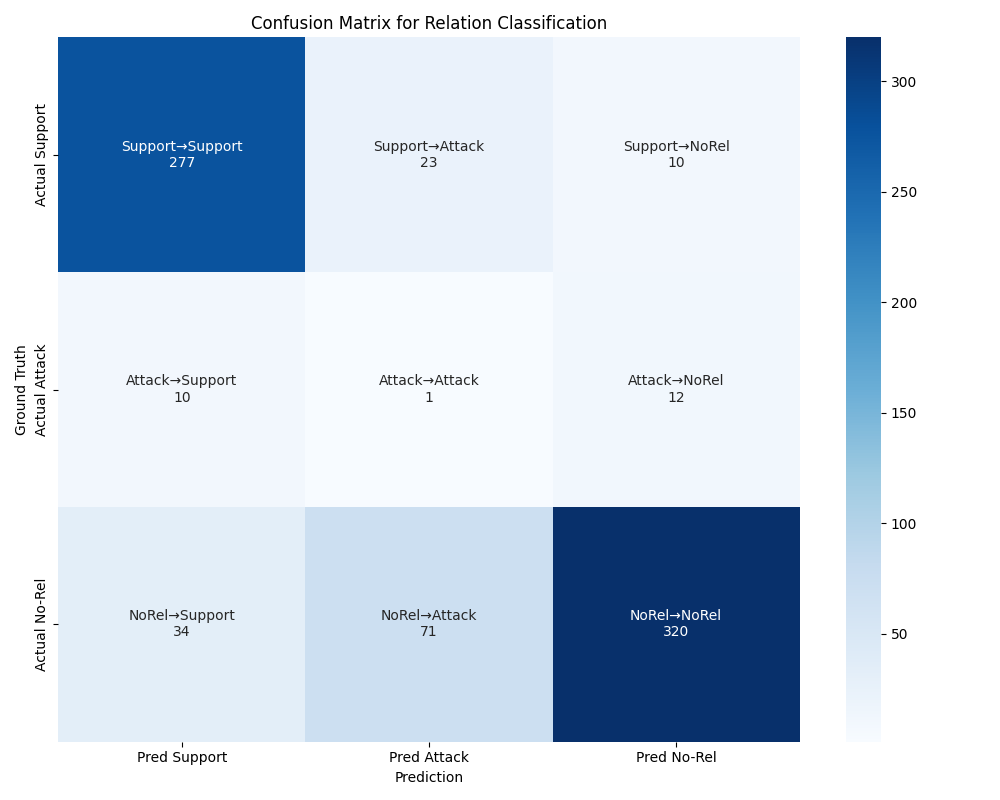 Confusion Matrix for Relation Classification
Ground Truth
Actual Support
Support→Support
277
Support→Attack
23
Support→NoRel
10
Actual Attack
Attack→Support
10
Attack→Attack
1
Attack→NoRel
12
Actual No-Rel
NoRel→Support
34
NoRel→Attack
71
NoRel→NoRel
320
Pred Support
Pred Attack
Pred No-Rel
Prediction
300
250
200
150
100
50